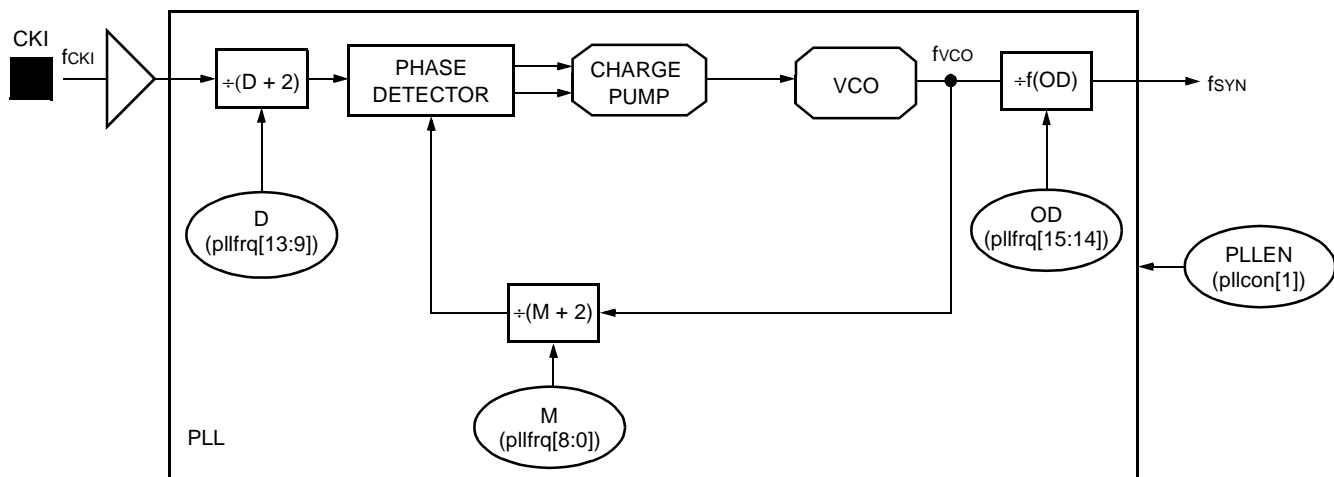 CKI
fCKI
÷(D + 2)
PHASE
DETECTOR
CHARGE
PUMP
VCO
fVCO
÷f(OD)
fSYN
D
(pllfrq[13:9])
OD
(pllfrq[15:14])
PLLEN
(pllcon[1])
÷(M + 2)
M
(pllfrq[8:0])
PLL